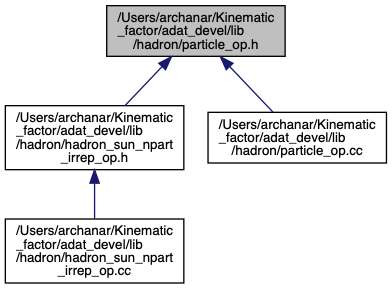 /Users/archanar/Kinematic
_factor/adat_devel/lib
/hadron/particle_op.h
/Users/archanar/Kinematic
_factor/adat_devel/lib
/hadron/hadron_sun_npart
_irrep_op.h
/Users/archanar/Kinematic
_factor/adat_devel/lib
/hadron/particle_op.cc
/Users/archanar/Kinematic
_factor/adat_devel/lib
/hadron/hadron_sun_npart
_irrep_op.cc